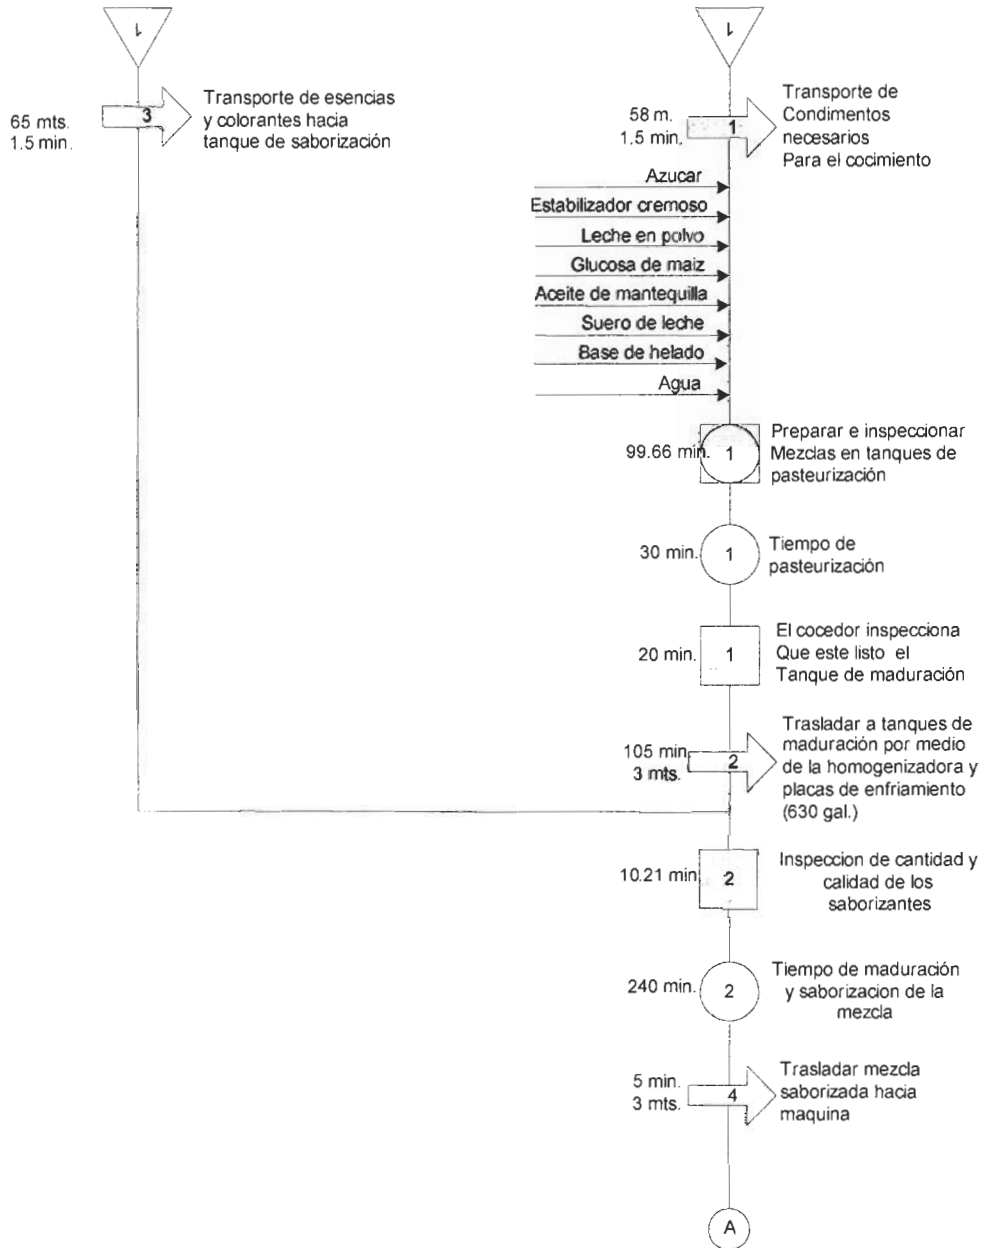 1
1
65 mts.
1.5 min.
3
Transporte de esencias
y colorantes hacia
tanque de saborización
58 m.
1.5 min.
1
Transporte de
Condimentos
necesarios
Para el cocimiento
Azucar
Estabilizador cremoso
Leche en polvo
Glucosa de maiz
Aceite de mantequilla
Suero de leche
Base de helado
Agua
99.66 min.
1
Preparar e inspeccionar
Mezclas en tanques de
pasteurización
30 min.
1
Tiempo de
pasteurización
20 min.
1
El cocedor inspecciona
Que este listo el
Tanque de maduración
105 min
3 mts.
2
Trasladar a tanques de
maduración por medio
de la homogenizadora y
placas de enfriamiento
(630 gal.)
10.21 min
2
Inspeccion de cantidad y
calidad de los
saborizantes
240 min.
2
Tiempo de maduración
y saborizacion de la
mezcla
5 min.
3 mts.
4
Trasladar mezcla
saborizada hacia
maquina
A